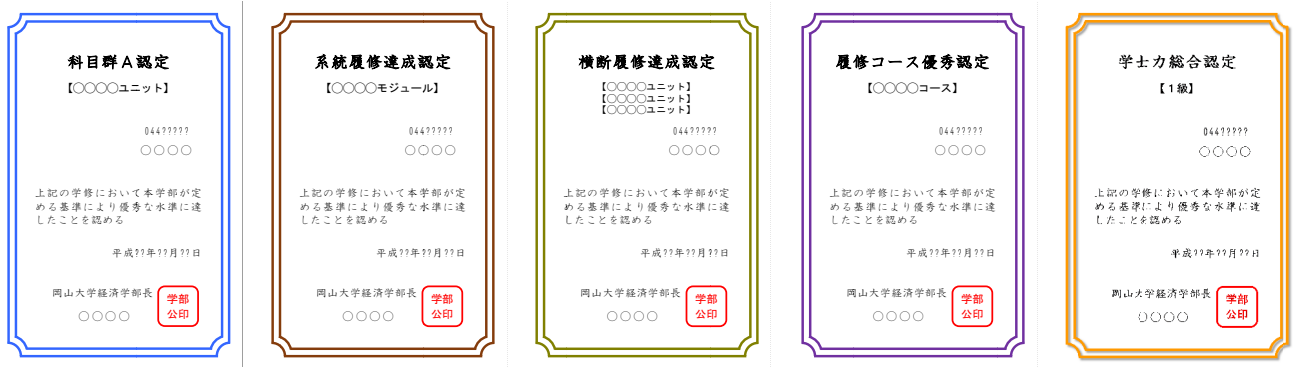 科目群A認定
【○○○○ユニット】
044?????
○○○○
上記の学修において本学部が定
める基準により優秀な水準に達
したことを認める
平成??年??月??日
岡山大学経済学部長
○○○○
学部
公印
系統履修達成認定
【○○○○モジュール】
044?????
○○○○
上記の学修において本学部が定
める基準により優秀な水準に達
したことを認める
平成??年??月??日
岡山大学経済学部長
○○○○
学部
公印
横断履修達成認定
【○○○○ユニット】
【○○○○ユニット】
【○○○○ユニット】
044?????
○○○○
上記の学修において本学部が定
める基準により優秀な水準に達
したことを認める
平成??年??月??日
岡山大学経済学部長
○○○○
学部
公印
履修コース優秀認定
【○○○○コース】
044?????
○○○○
上記の学修において本学部が定
める基準により優秀な水準に達
したことを認める
平成??年??月??日
岡山大学経済学部長
○○○○
学部
公印
学士力総合認定
【1級】
044?????
○○○○
上記の学修において本学部が定
める基準により優秀な水準に達
したことを認める
平成??年??月??日
岡山大学経済学部長
○○○○
学部
公印